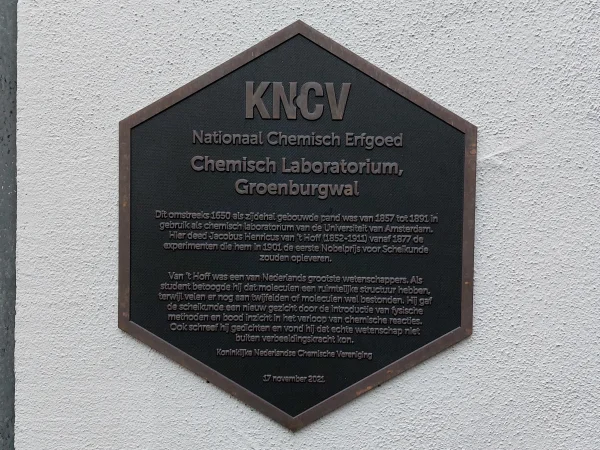 KNCV
Nationaal Chemisch Erfgoed
Chemisch Laboratorium,
Groenburgwal
Dit omstreeks 1650 als zijdehal gebouwde pand was van 1857 tot 1891 in
gebruik als chemisch laboratorium van de Universiteit van Amsterdam.
Hier deed Jacobus Henricus van 't Hoff (1852-1911) vanaf 1877 de
experimenten die hem in 1901 de eerste Nobelprijs voor Scheikunde
zouden opleveren.
Van 't Hoff was een van Nederlands grootste wetenschappers. Als
student betoogde hij dat moleculen een ruimtelijke structuur hebben,
terwijl velen er nog aan twijfelden of moleculen wel bestonden. Hij gaf
de scheikunde een nieuw gezicht door de introductie van fysische
methoden en bood inzicht in het verloop van chemische reacties.
Ook schreef hij gedichten en vond hij dat echte wetenschap niet
buiten verbeeldingskracht kon.
Koninklijke Nederlandse Chemische Vereniging
17 november 2021